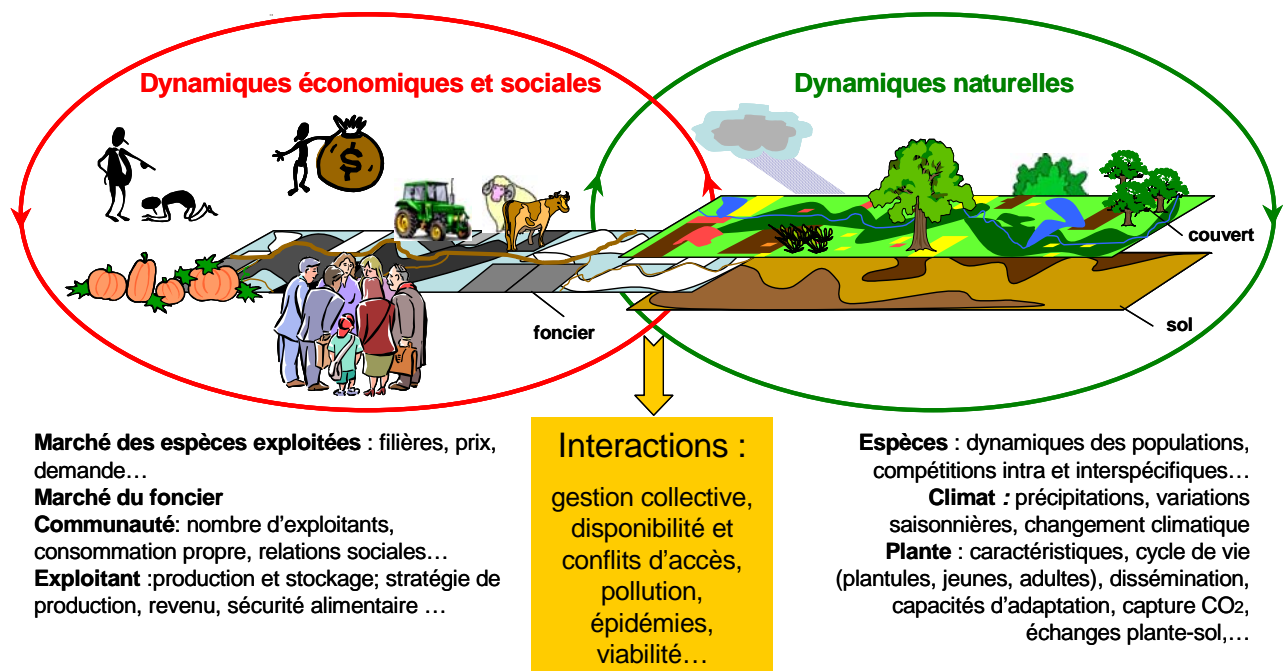 Dynamiques économiques et sociales
Dynamiques naturelles
$
couvert
foncier
sol
Marché des espèces exploitées : filières, prix,
demande…
Marché du foncier
Communauté: nombre d’exploitants,
consommation propre, relations sociales…
Exploitant :production et stockage; stratégie de
production, revenu, sécurité alimentaire …
Interactions :
gestion collective,
disponibilité et
conflits d’accès,
pollution,
épidémies,
viabilité…
Espèces : dynamiques des populations,
compétitions intra et interspécifiques…
Climat : précipitations, variations
saisonnières, changement climatique
Plante : caractéristiques, cycle de vie
(plantules, jeunes, adultes), dissémination,
capacités d’adaptation, capture CO2,
échanges plante-sol,…